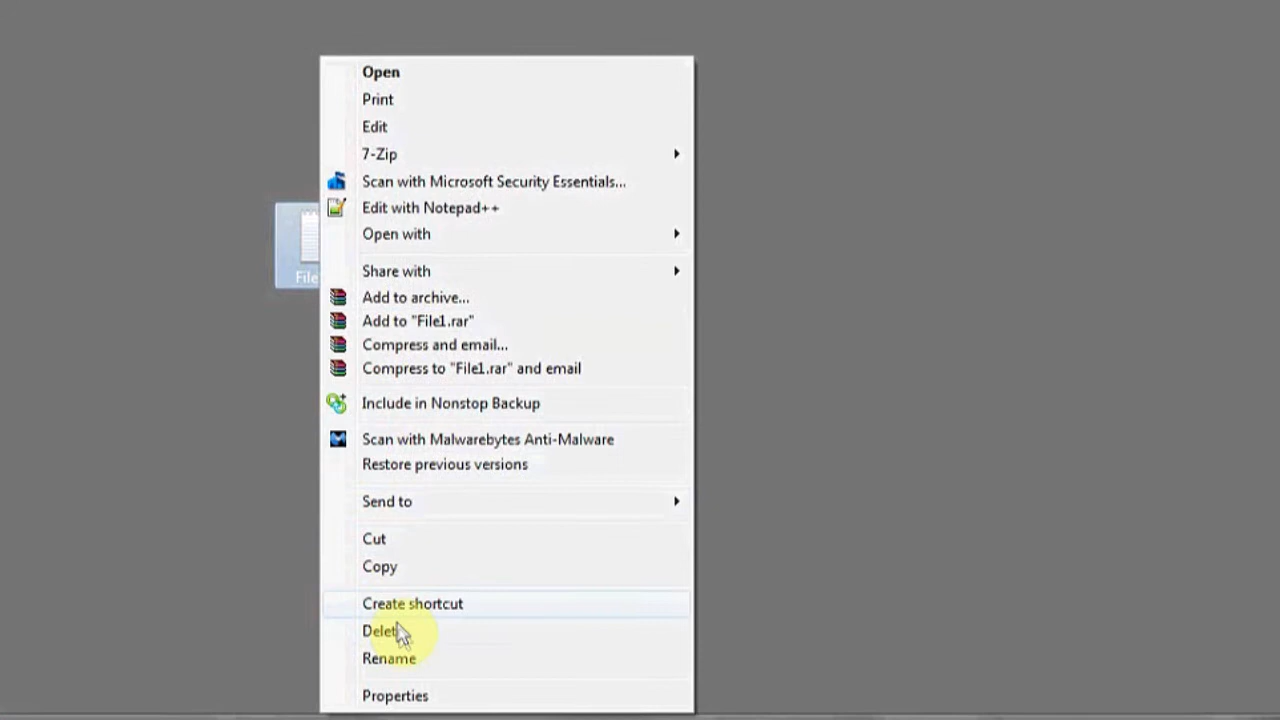 Open
Print
Edit
7-Zip
Scan with Microsoft Security Essentials...
Edit with Notepad++
Open with
File
Share with
Add to archive...
Add to "File1.rar"
Compress and email...
Compress to "File1.rar" and email
Include in Nonstop Backup
Scan with Malwarebytes Anti-Malware
Restore previous versions
Send to
Cut
Copy
Create shortcut
Delet
Rename
Properties